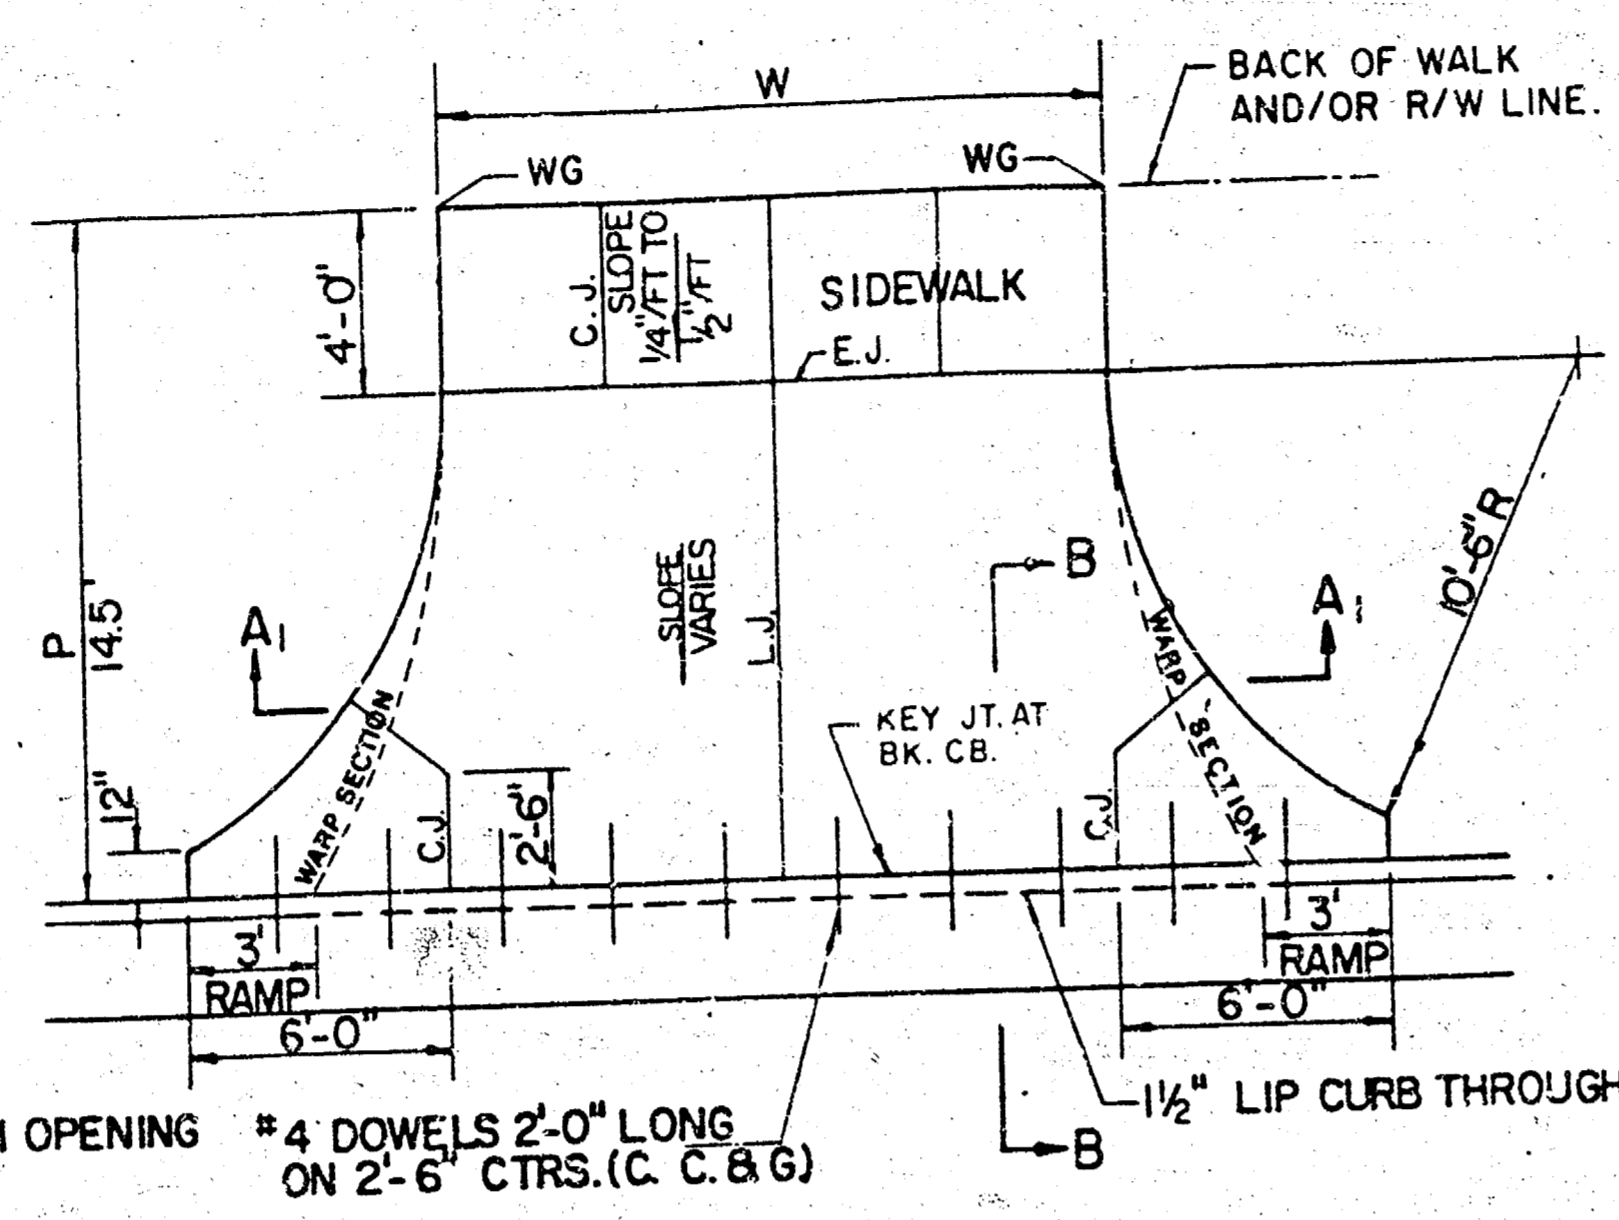 W
BACK OF WALK
AND/OR R/W LINE.
WG
WG
4'-0"
C.J.
SLOPE
1/4"/FT TO
1/2"/FT
SIDEWALK
E.J.
P
14.5'
SLOPE
VARIES
L.J.
B
A1
A1
10'-6" R
WARP SECTION
WARP SECTION
KEY JT. AT
BK. CB.
12"
C.J.
2'-6"
C.J.
3'
RAMP
6'-0"
3'
RAMP
6'-0"
1½" LIP CURB THROUGH
OPENING
#4 DOWELS 2'-0" LONG
ON 2'-6" CTRS. (C. C. & G.)
B